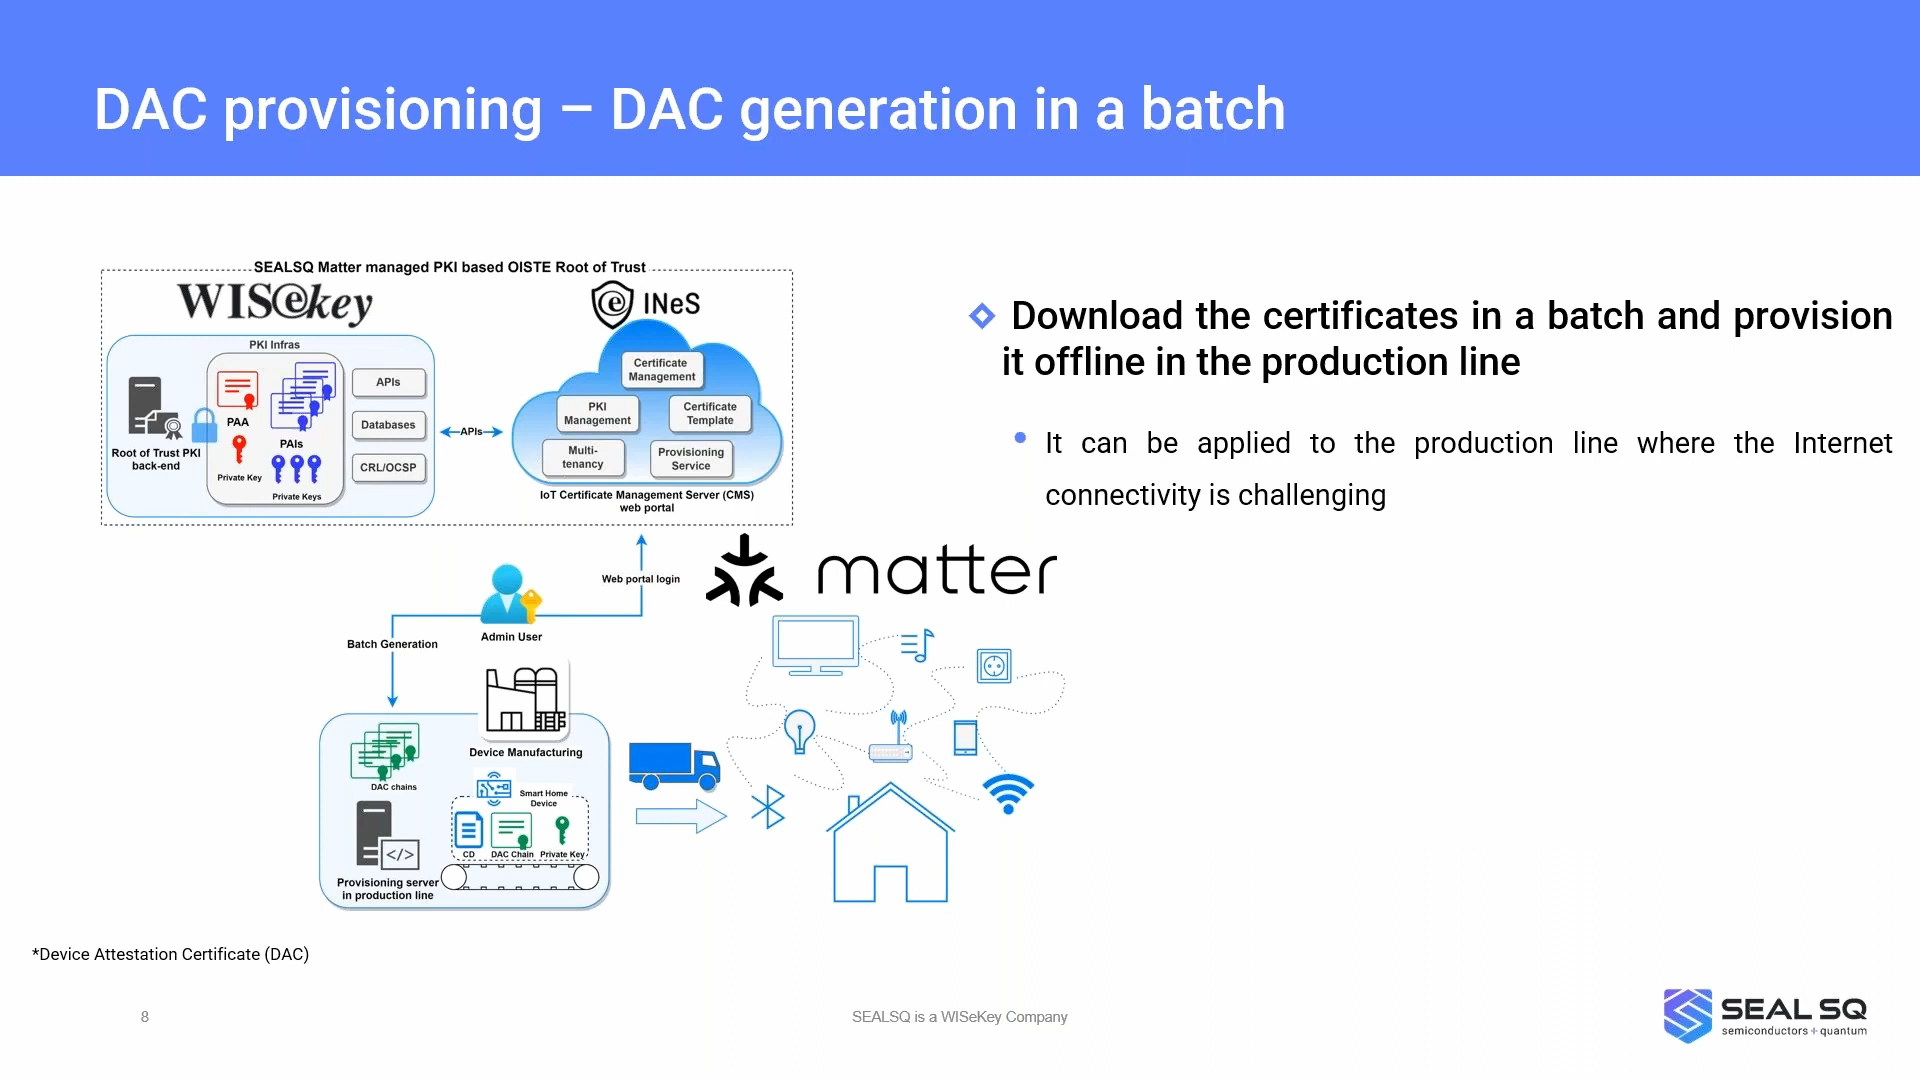 DAC provisioning – DAC generation in a batch
SEALSQ Matter managed PKI based OISTE Root of Trust
WISekey
INeS
PKI Infras
PAA
Private Key
PAIs
Private Keys
Root of Trust PKI
back-end
APIs
Databases
CRL/OCSP
APIs
Certificate
Management
PKI
Management
Certificate
Template
Multi-
tenancy
Provisioning
Service
IoT Certificate Management Server (CMS)
web portal
Download the certificates in a batch and provision
it offline in the production line
It can be applied to the production line where the Internet
connectivity is challenging
Web portal login
matter
Admin User
Batch Generation
Device Manufacturing
DAC chains
Smart Home
Device
</>
CD
DAC Chain
Private Key
Provisioning server
in production line
*Device Attestation Certificate (DAC)
8
SEALSQ is a WISeKey Company
SEAL SQ
semiconductors + quantum